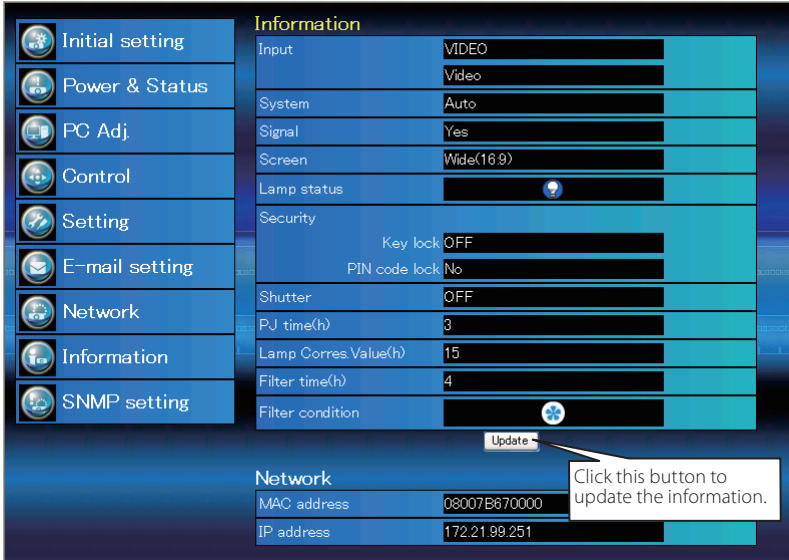 Initial setting
Power & Status
PC Adj.
Control
Setting
E-mail setting
Network
Information
SNMP setting
Information
Input VIDEO
Video
System Auto
Signal Yes
Screen Wide(16:9)
Lamp status
Security
Key lock OFF
PIN code lock No
Shutter OFF
PJ time(h) 3
Lamp Corres.Value(h) 15
Filter time(h) 4
Filter condition
Update
Click this button to
update the information.
Network
MAC address 08007B670000
IP address 172.21.99.251